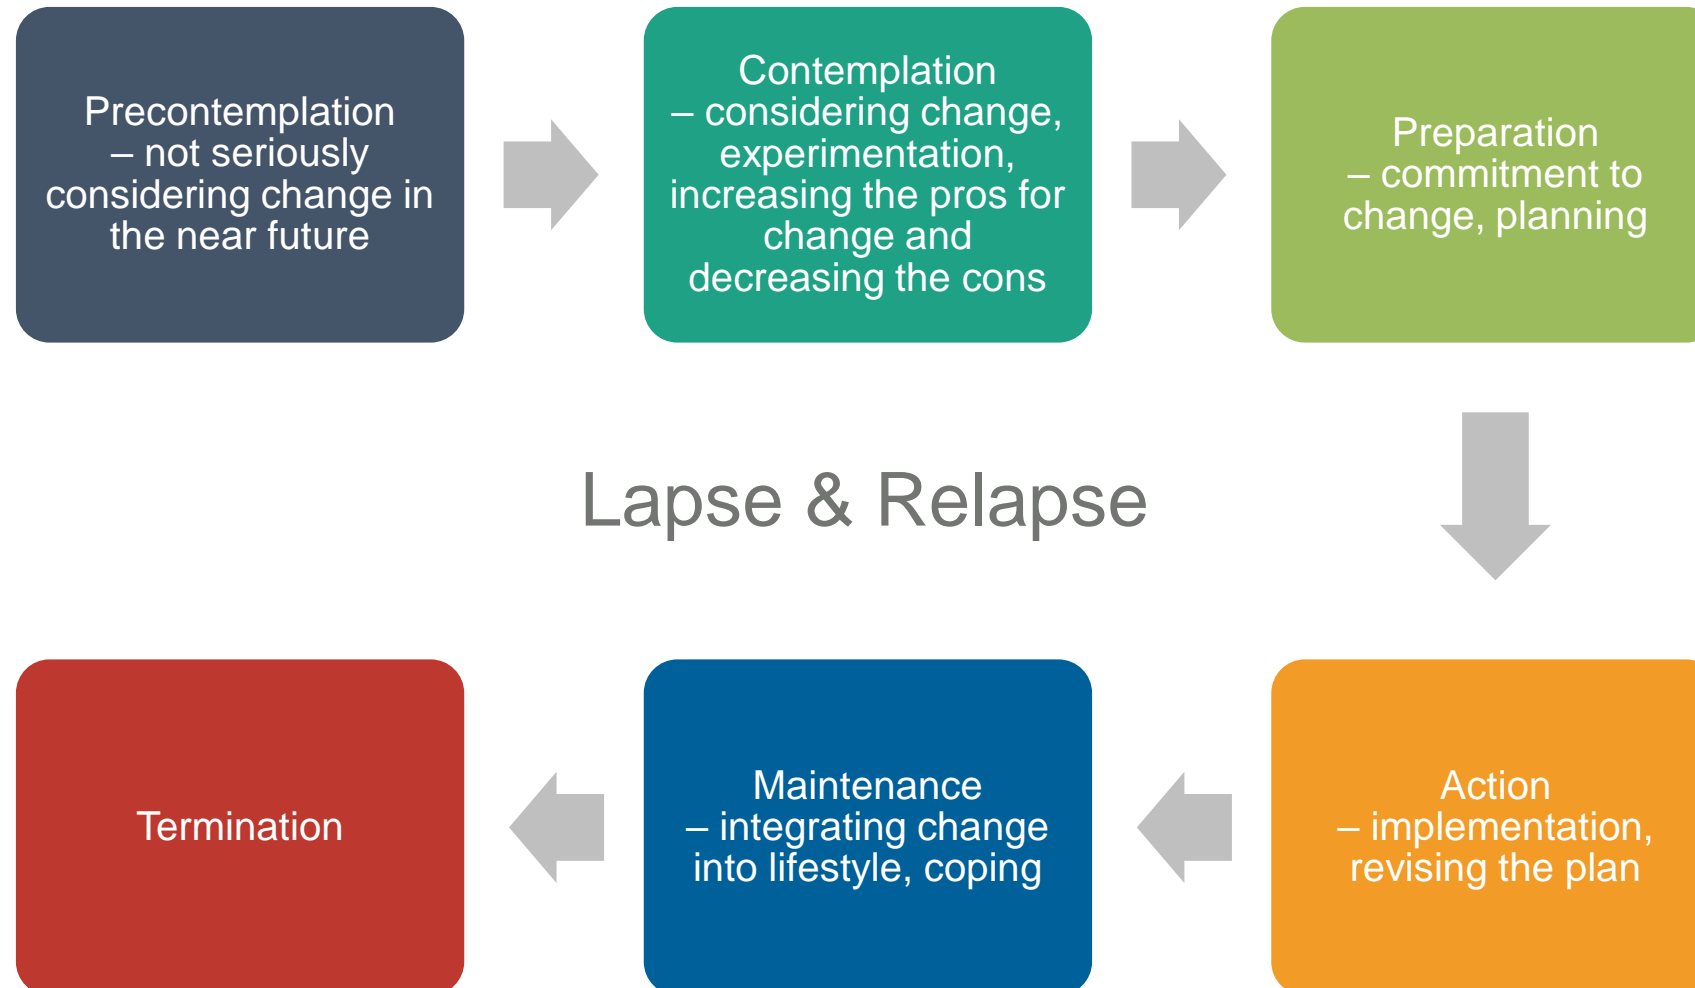 Precontemplation
– not seriously
considering change in
the near future
Contemplation
– considering change,
experimentation,
increasing the pros for
change and
decreasing the cons
Preparation
– commitment to
change, planning
Lapse & Relapse
Termination
Maintenance
– integrating change
into lifestyle, coping
Action
– implementation,
revising the plan